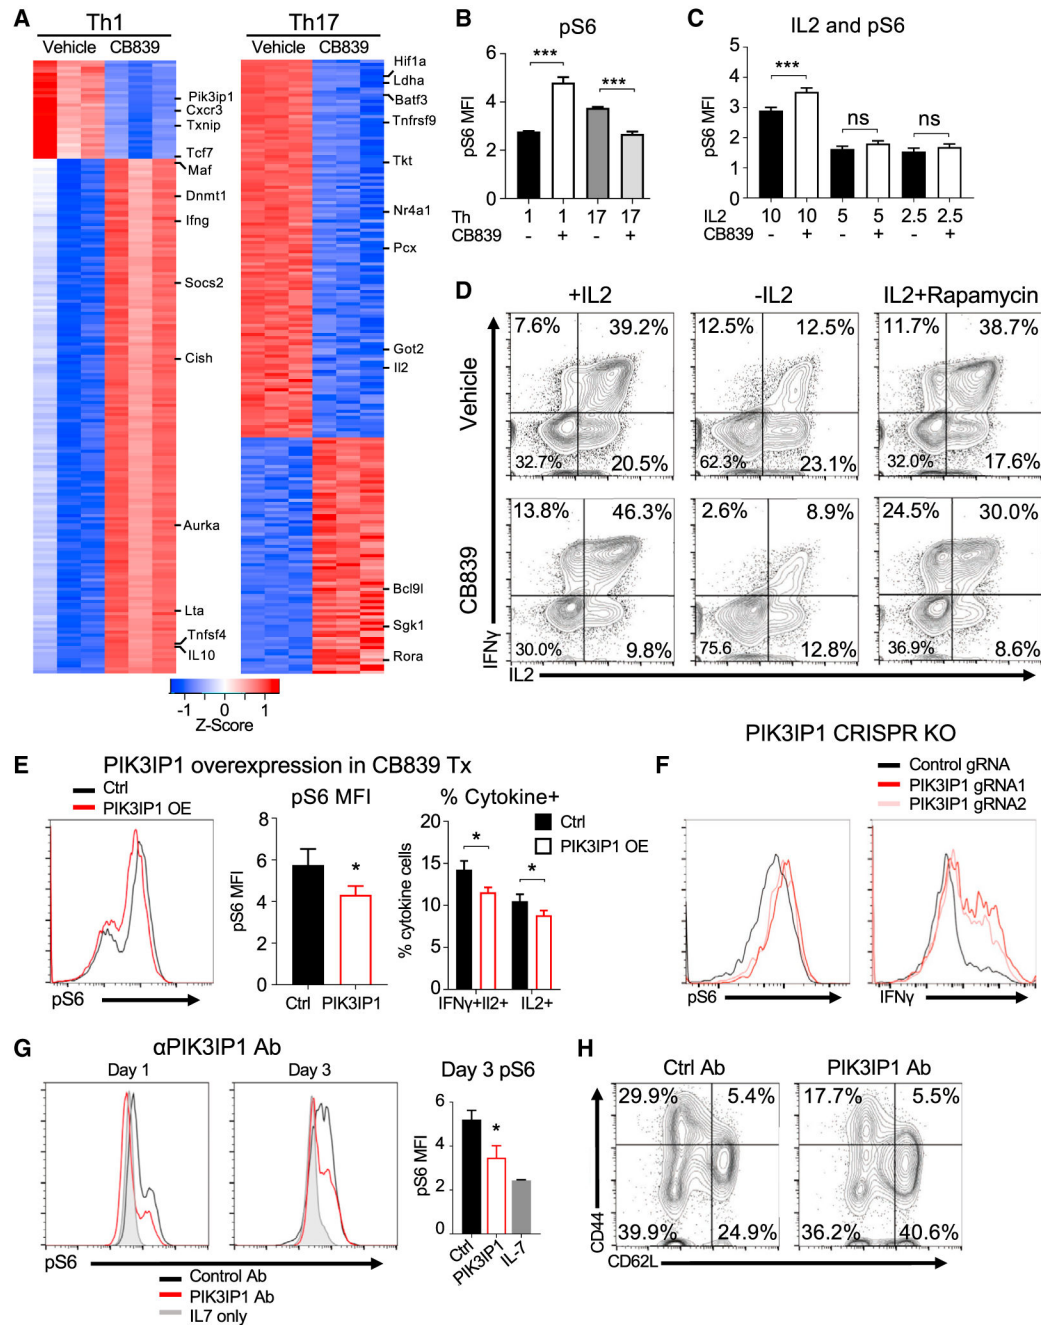 A
Th1
Th17
Vehicle CB839
Vehicle CB839
Pik3ip1
Cxcr3
Txnip
Tcf7
Maf
Dnmt1
Ifng
Socs2
Cish
Aurka
Lta
Tnfsf4
IL10
Hif1a
Ldha
Batf3
Tnfrsf9
Tkt
Nr4a1
Pcx
Got2
Il2
Bcl9l
Sgk1
Rora
-1 0 1
Z-Score
B
pS6
pS6 MFI
6
4
2
0
*** ***
Th 1 1 17 17
CB839 - + - +
C
IL2 and pS6
pS6 MFI
5
4
3
2
1
0
*** ns ns
IL2 10 10 5 5 2.5 2.5
CB839 - + - + - +
D
+IL2 -IL2 IL2+Rapamycin
Vehicle
7.6% 39.2% 12.5% 12.5% 11.7% 38.7%
32.7% 20.5% 62.3% 23.1% 32.0% 17.6%
CB839
13.8% 46.3% 2.6% 8.9% 24.5% 30.0%
30.0% 9.8% 75.6 12.8% 36.9% 8.6%
IFNγ
IL2
E
PIK3IP1 overexpression in CB839 Tx
Ctrl
PIK3IP1 OE
pS6
pS6 MFI
pS6 MFI
8
6
4
2
0
*
Ctrl PIK3IP1
% Cytokine+
% cytokine cells
20
15
10
5
0
* *
Ctrl
PIK3IP1 OE
IFNγ+Il2+ IL2+
PIK3IP1 CRISPR KO
F
Control gRNA
PIK3IP1 gRNA1
PIK3IP1 gRNA2
pS6
IFNγ
G
αPIK3IP1 Ab
Day 1 Day 3
pS6
Control Ab
PIK3IP1 Ab
IL7 only
Day 3 pS6
pS6 MFI
6
4
2
0
*
Ctrl
PIK3IP1
IL-7
H
Ctrl Ab PIK3IP1 Ab
29.9% 5.4% 17.7% 5.5%
39.9% 24.9% 36.2% 40.6%
CD44
CD62L